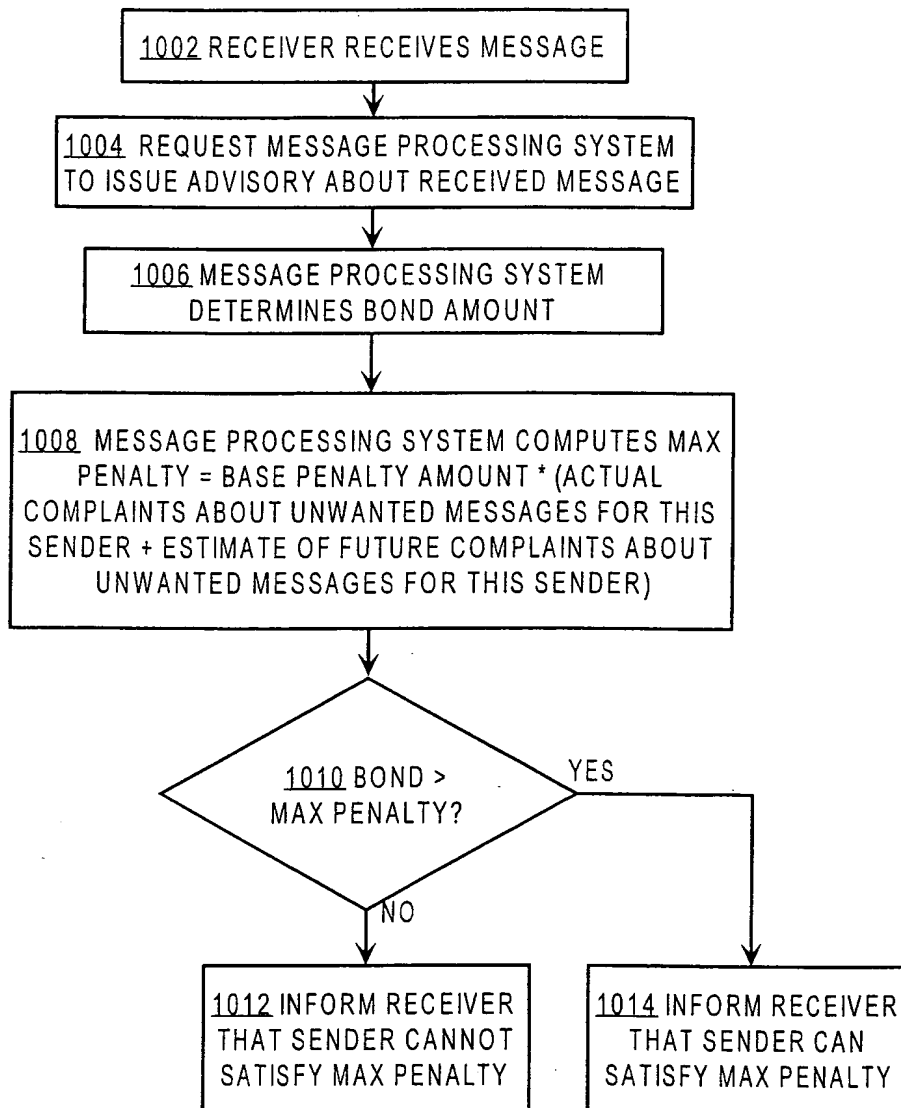 1002 RECEIVER RECEIVES MESSAGE
1004 REQUEST MESSAGE PROCESSING SYSTEM
TO ISSUE ADVISORY ABOUT RECEIVED MESSAGE
1006 MESSAGE PROCESSING SYSTEM
DETERMINES BOND AMOUNT
1008 MESSAGE PROCESSING SYSTEM COMPUTES MAX
PENALTY = BASE PENALTY AMOUNT * (ACTUAL
COMPLAINTS ABOUT UNWANTED MESSAGES FOR THIS
SENDER + ESTIMATE OF FUTURE COMPLAINTS ABOUT
UNWANTED MESSAGES FOR THIS SENDER)
1010 BOND >
MAX PENALTY?
YES
NO
1012 INFORM RECEIVER
THAT SENDER CANNOT
SATISFY MAX PENALTY
1014 INFORM RECEIVER
THAT SENDER CAN
SATISFY MAX PENALTY